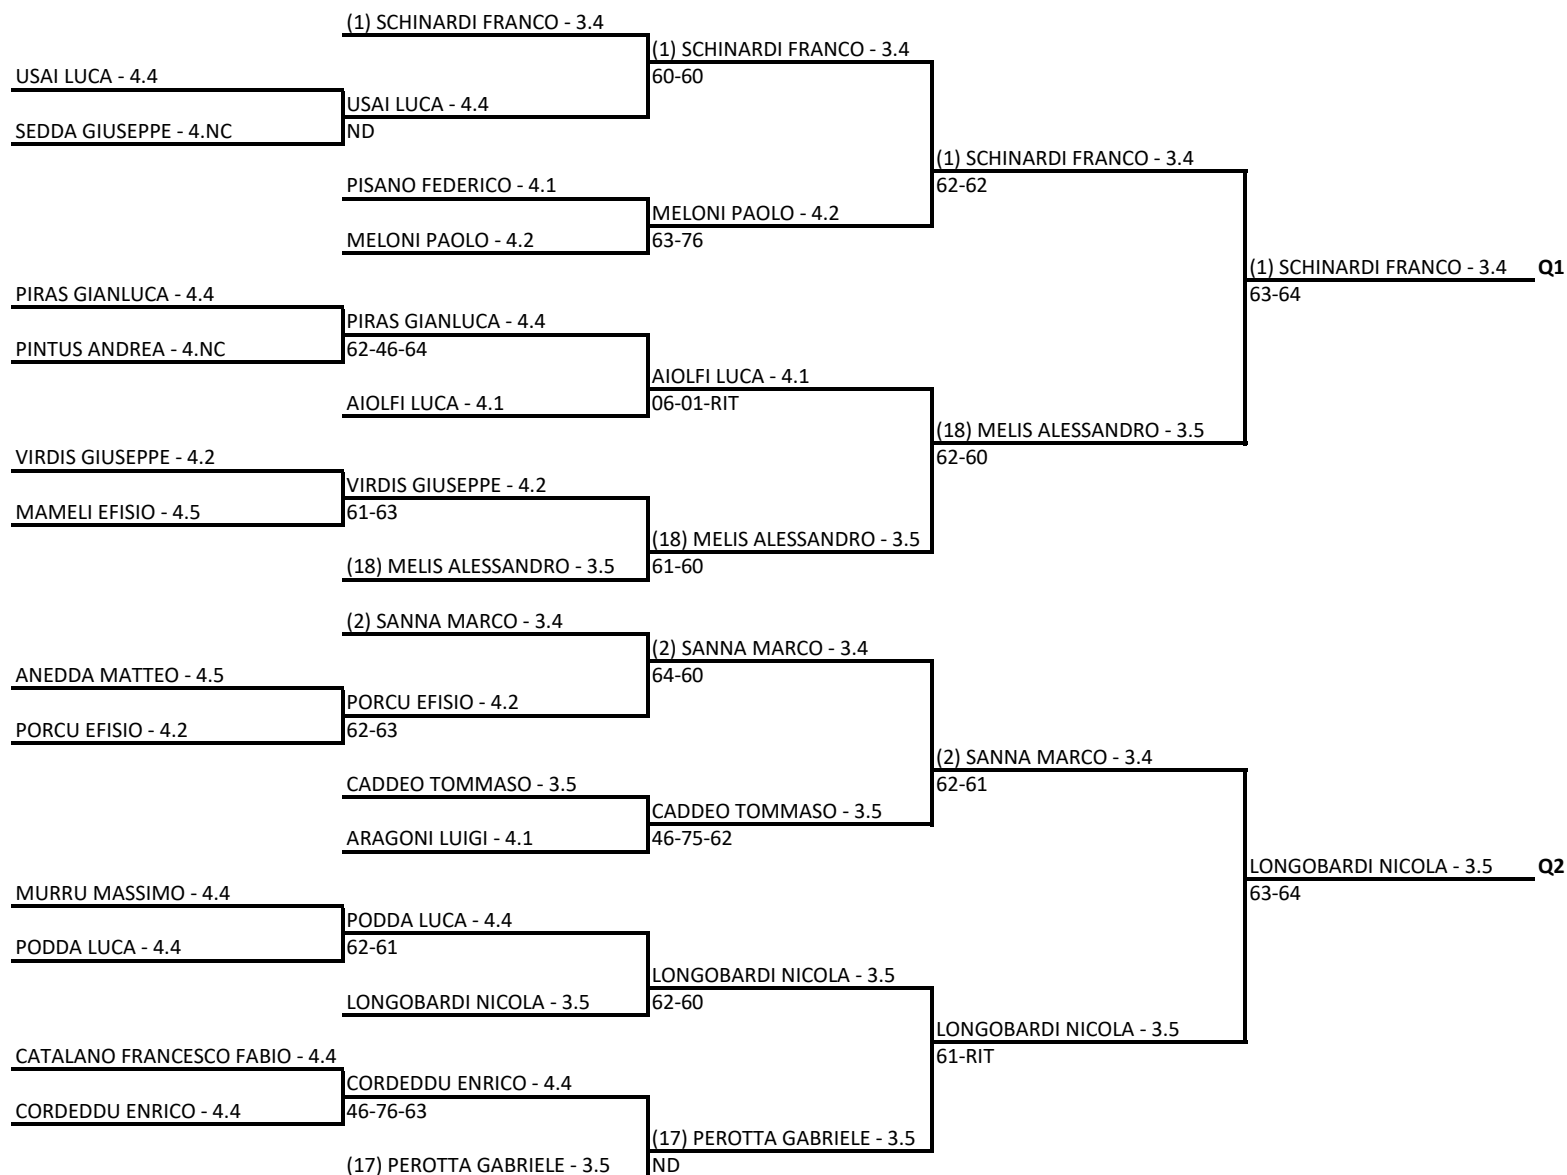 (1) SCHINARDI FRANCO - 3.4
(1) SCHINARDI FRANCO - 3.4
USAI LUCA - 4.4
60-60
USAI LUCA - 4.4
SEDDA GIUSEPPE - 4.NC
ND
(1) SCHINARDI FRANCO - 3.4
PISANO FEDERICO - 4.1
62-62
MELONI PAOLO - 4.2
MELONI PAOLO - 4.2
63-76
(1) SCHINARDI FRANCO - 3.4 Q1
PIRAS GIANLUCA - 4.4
63-64
PIRAS GIANLUCA - 4.4
PINTUS ANDREA - 4.NC
62-46-64
AIOLFI LUCA - 4.1
AIOLFI LUCA - 4.1
06-01-RIT
(18) MELIS ALESSANDRO - 3.5
VIRDIS GIUSEPPE - 4.2
62-60
VIRDIS GIUSEPPE - 4.2
MAMELI EFISIO - 4.5
61-63
(18) MELIS ALESSANDRO - 3.5
(18) MELIS ALESSANDRO - 3.5
61-60
(2) SANNA MARCO - 3.4
(2) SANNA MARCO - 3.4
ANEDDA MATTEO - 4.5
64-60
PORCU EFISIO - 4.2
PORCU EFISIO - 4.2
62-63
(2) SANNA MARCO - 3.4
CADDEO TOMMASO - 3.5
62-61
CADDEO TOMMASO - 3.5
ARAGONI LUIGI - 4.1
46-75-62
LONGOBARDI NICOLA - 3.5 Q2
MURRU MASSIMO - 4.4
63-64
PODDA LUCA - 4.4
PODDA LUCA - 4.4
62-61
LONGOBARDI NICOLA - 3.5
LONGOBARDI NICOLA - 3.5
62-60
LONGOBARDI NICOLA - 3.5
CATALANO FRANCESCO FABIO - 4.4
61-RIT
CORDEDDU ENRICO - 4.4
CORDEDDU ENRICO - 4.4
46-76-63
(17) PEROTTA GABRIELE - 3.5
(17) PEROTTA GABRIELE - 3.5
ND